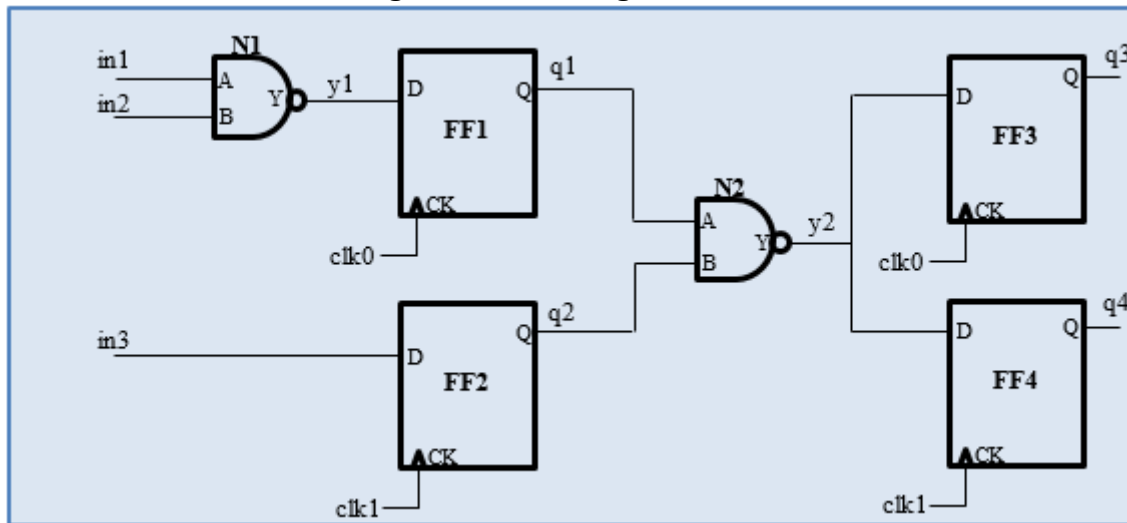 N1
in1
in2
A
B
Y
y1
D
Q
FF1
CK
clk0
q1
in3
D
Q
FF2
CK
clk1
q2
N2
A
B
Y
y2
D
Q
FF3
CK
clk0
q3
D
Q
FF4
CK
clk1
q4